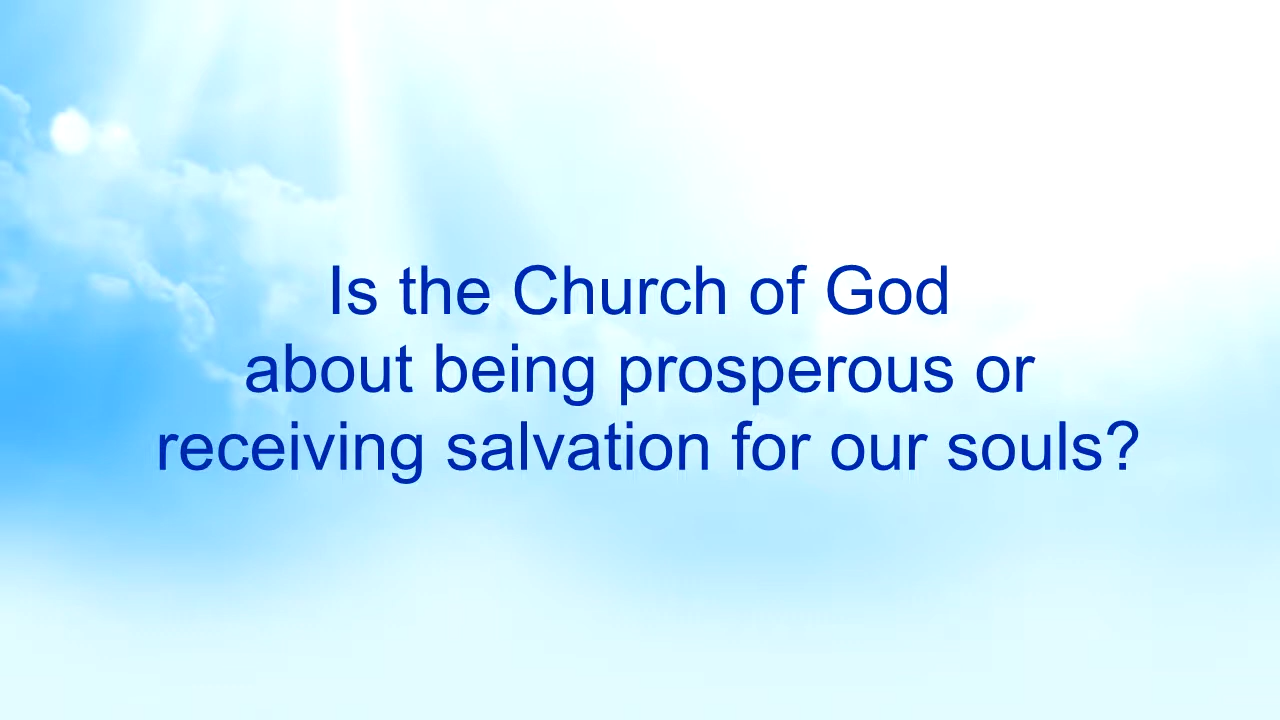 Is the Church of God
about being prosperous or
receiving salvation for our souls?